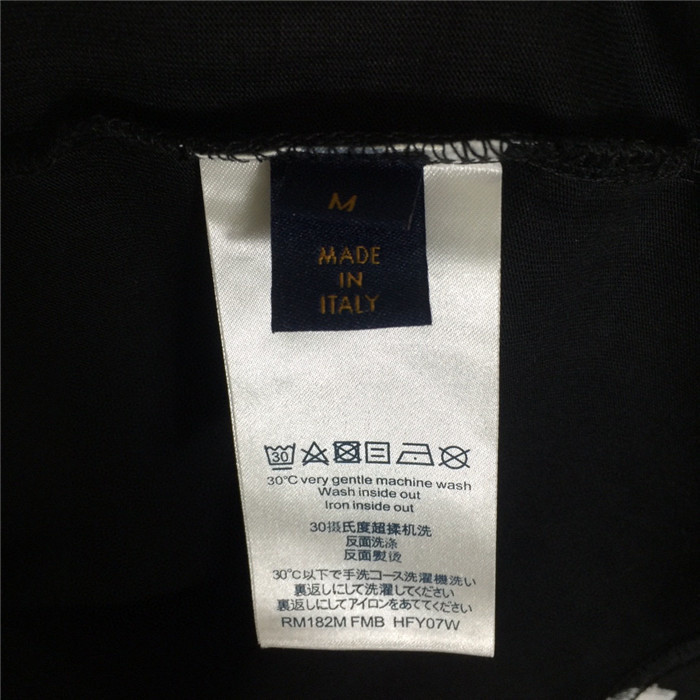 M
MADE
IN
ITALY
30
30°C very gentle machine wash
Wash inside out
Iron inside out
30摄氏度超揉机洗
反面洗涤
反面熨烫
30°C以下で手洗コース洗濯機洗い
裏返しにして洗濯してください
裏返しにしてアイロンをあててください
RM182M FMB HFY07W